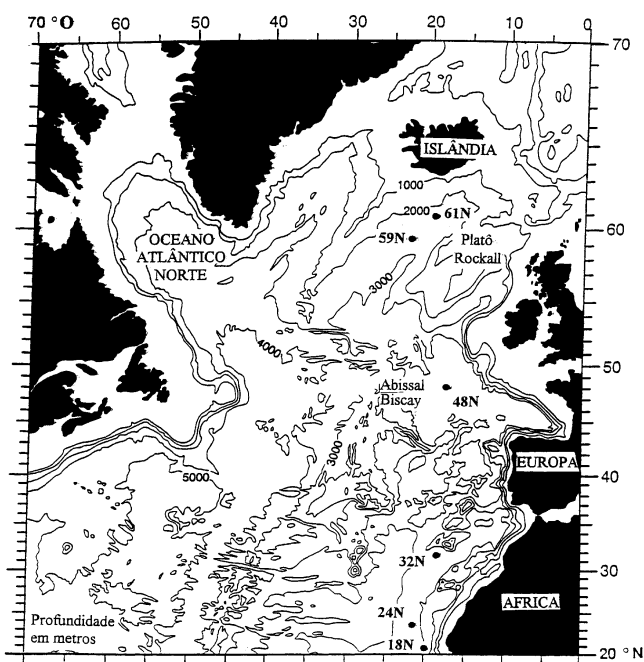 70 °O 60 50 40 30 20 10 0
70
ISLÂNDIA
1000
2000
61N
60
59N
OCEANO
ATLÂNTICO
NORTE
Platô
Rockall
3000
4000
50
Abissal
Biscay
48N
3000
EUROPA
5000
40
32N
30
24N
AFRICA
Profundidade
em metros
18N
20 °N